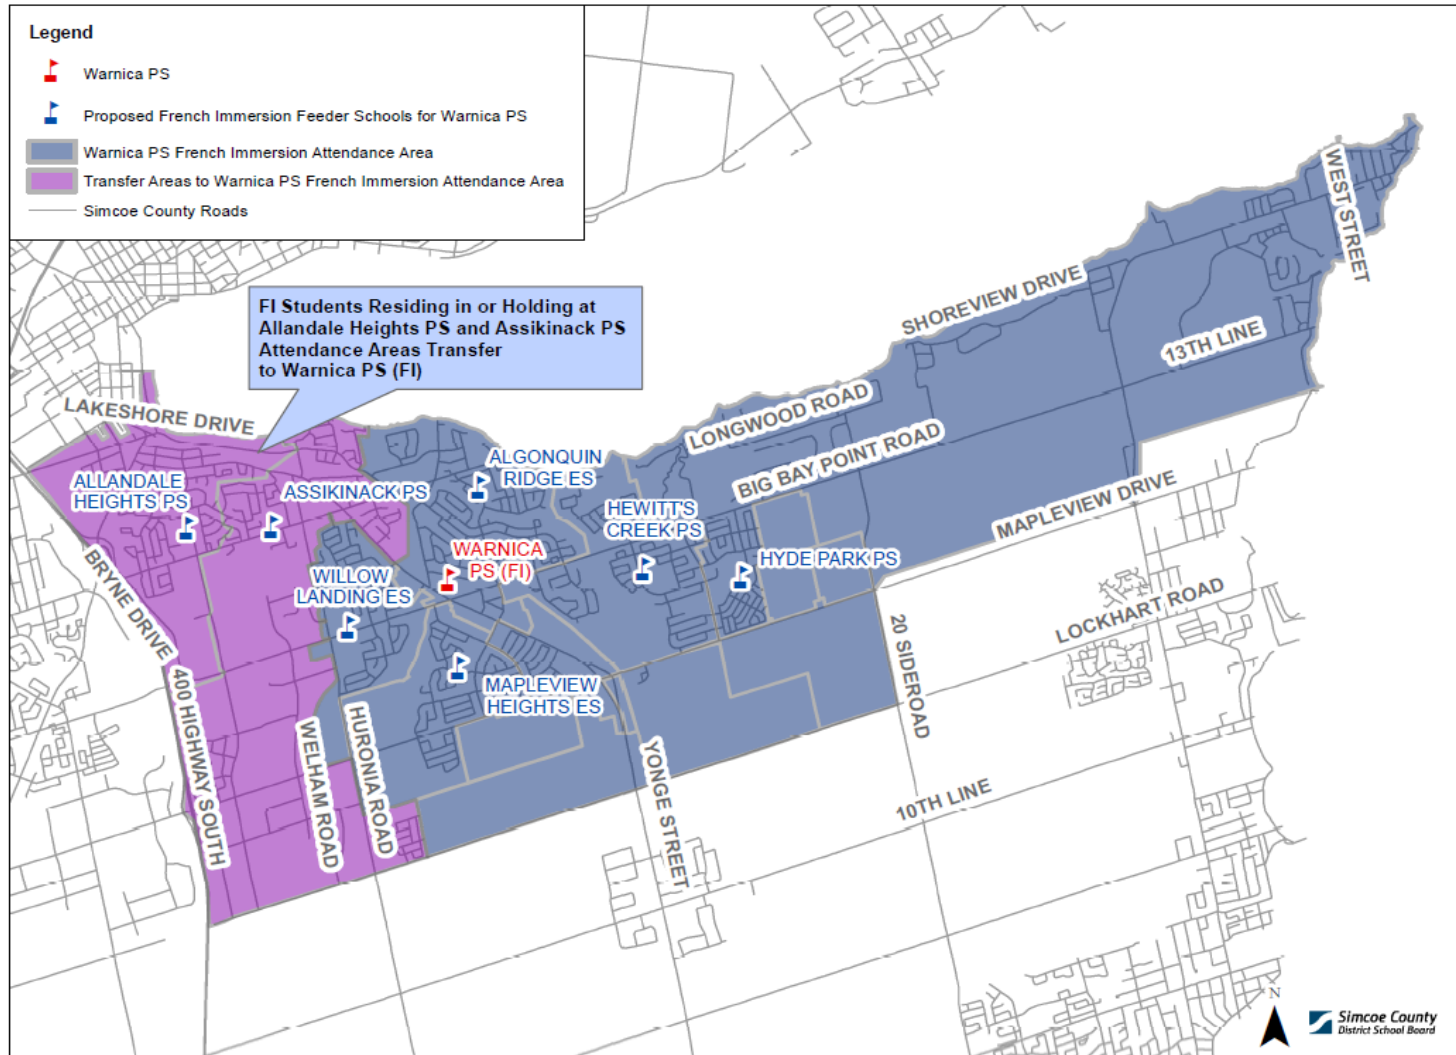 Legend
Warnica PS
Proposed French Immersion Feeder Schools for Warnica PS
Warnica PS French Immersion Attendance Area
Transfer Areas to Warnica PS French Immersion Attendance Area
Simcoe County Roads
FI Students Residing in or Holding at
Allandale Heights PS and Assikinack PS
Attendance Areas Transfer
to Warnica PS (FI)
WEST STREET
SHOREVIEW DRIVE
13TH LINE
LAKESHORE DRIVE
LONGWOOD ROAD
BIG BAY POINT ROAD
MAPLEVIEW DRIVE
ALLANDALE
HEIGHTS PS
ASSIKINACK PS
ALGONQUIN
RIDGE ES
HEWITT'S
CREEK PS
HYDE PARK PS
WARNICA
PS (FI)
WILLOW
LANDING ES
MAPLEVIEW
HEIGHTS ES
BRYNE DRIVE
400 HIGHWAY SOUTH
WELHAM ROAD
HURONIA ROAD
YONGE STREET
20 SIDEROAD
LOCKHART ROAD
10TH LINE
N
Simcoe County
District School Board